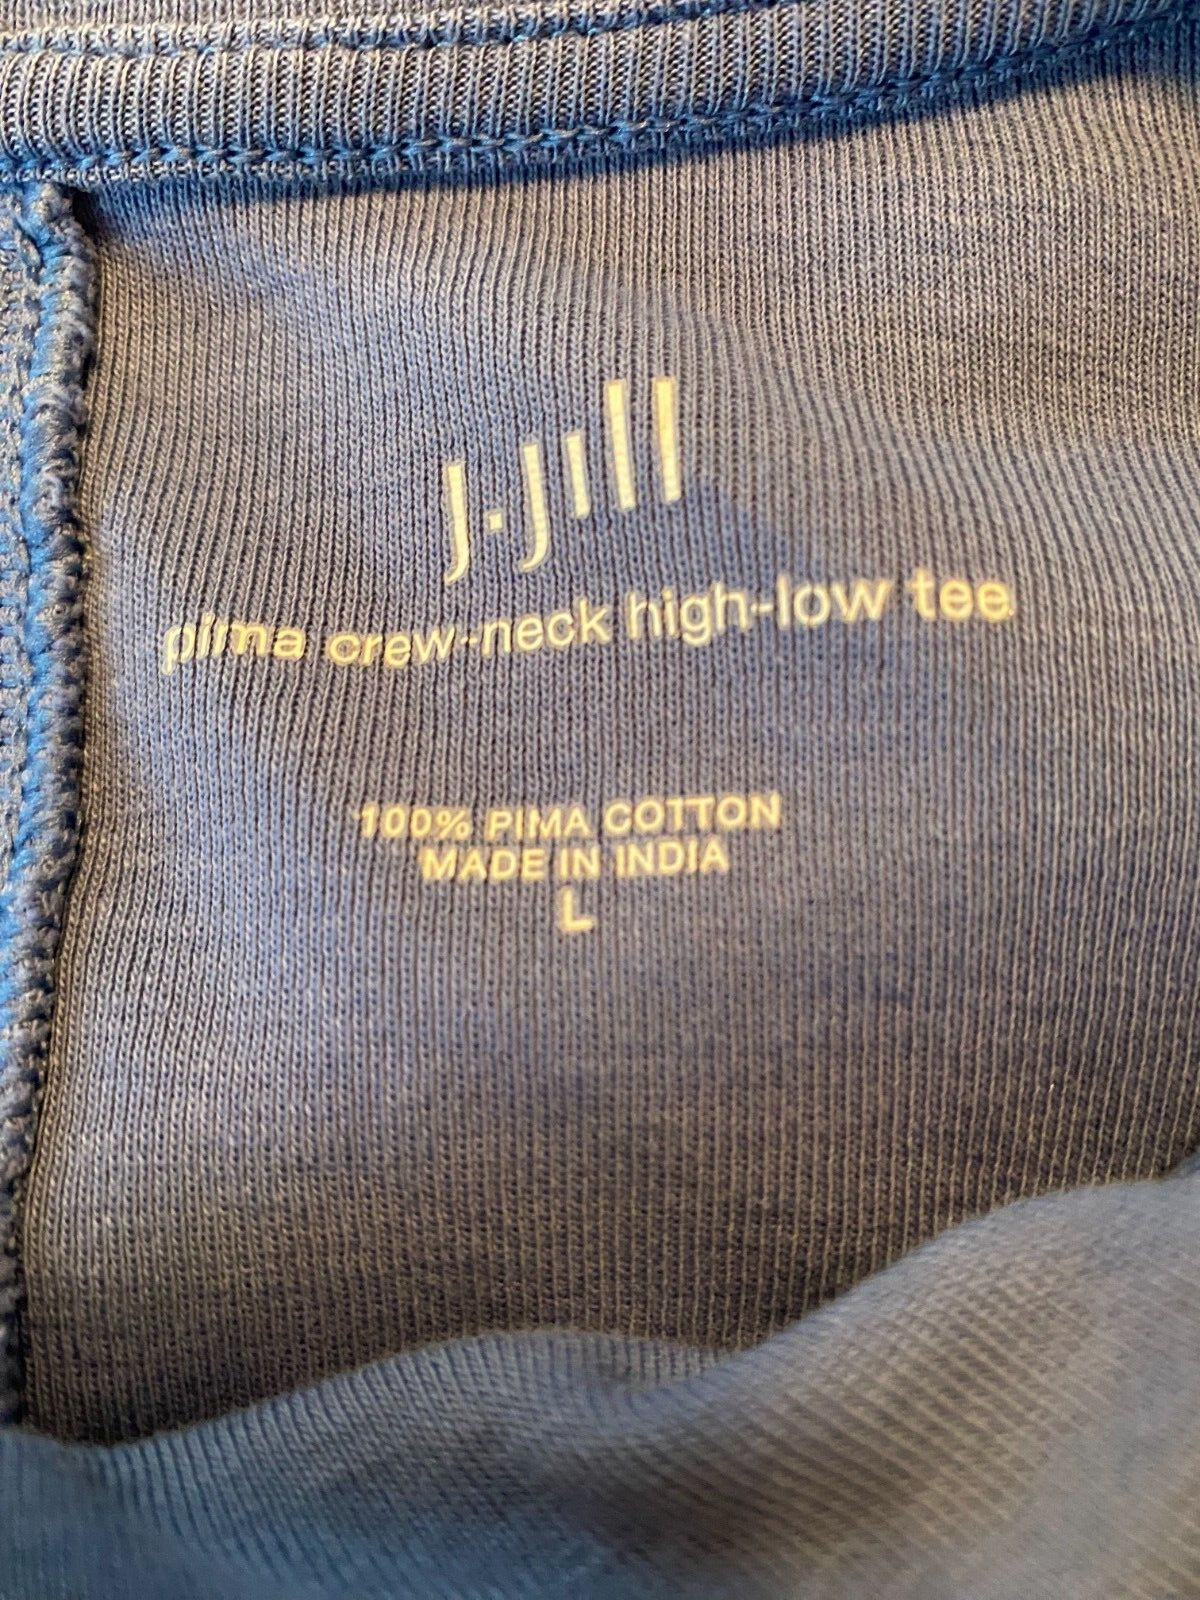 J.Jill
pima crew-neck high-low tee
100% PIMA COTTON
MADE IN INDIA
L